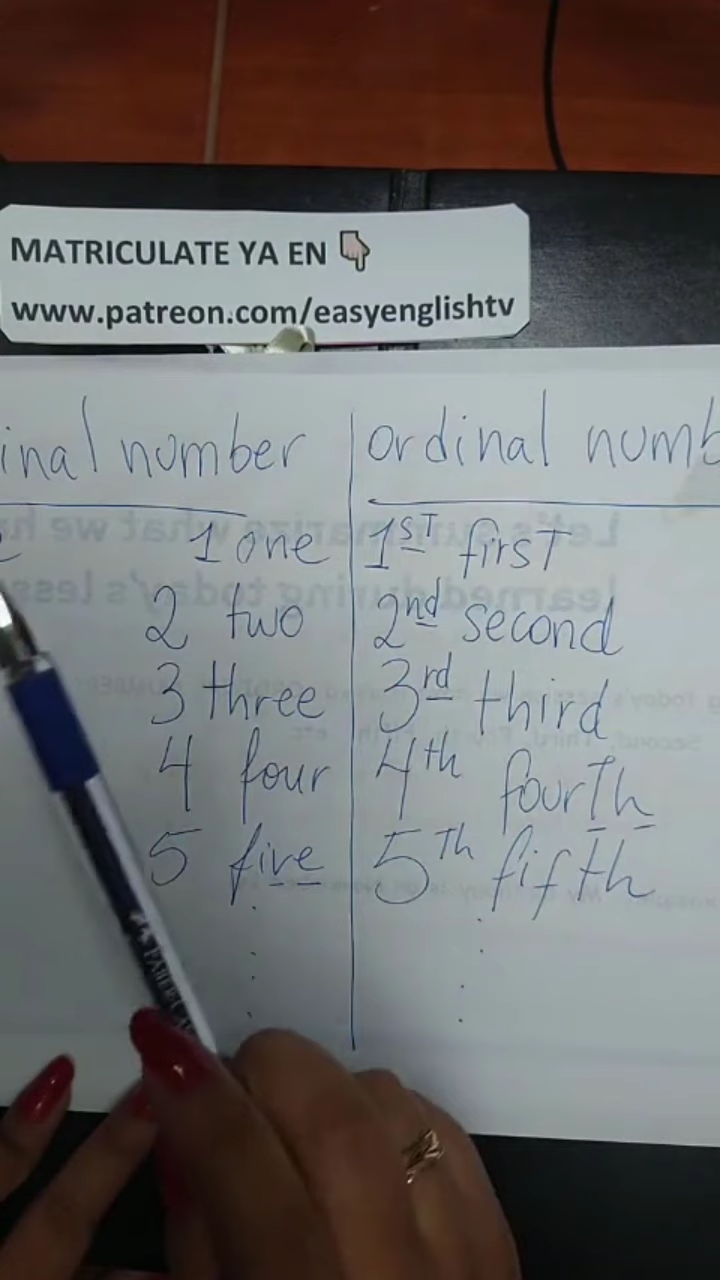 MATRICULATE YA EN 👇
www.patreon.com/easyenglishtv
inal number ordinal numb
1 one 1ST first
2 two 2nd second
3 three 3rd third
4 four 4th fourTh
5 five 5Th fifth